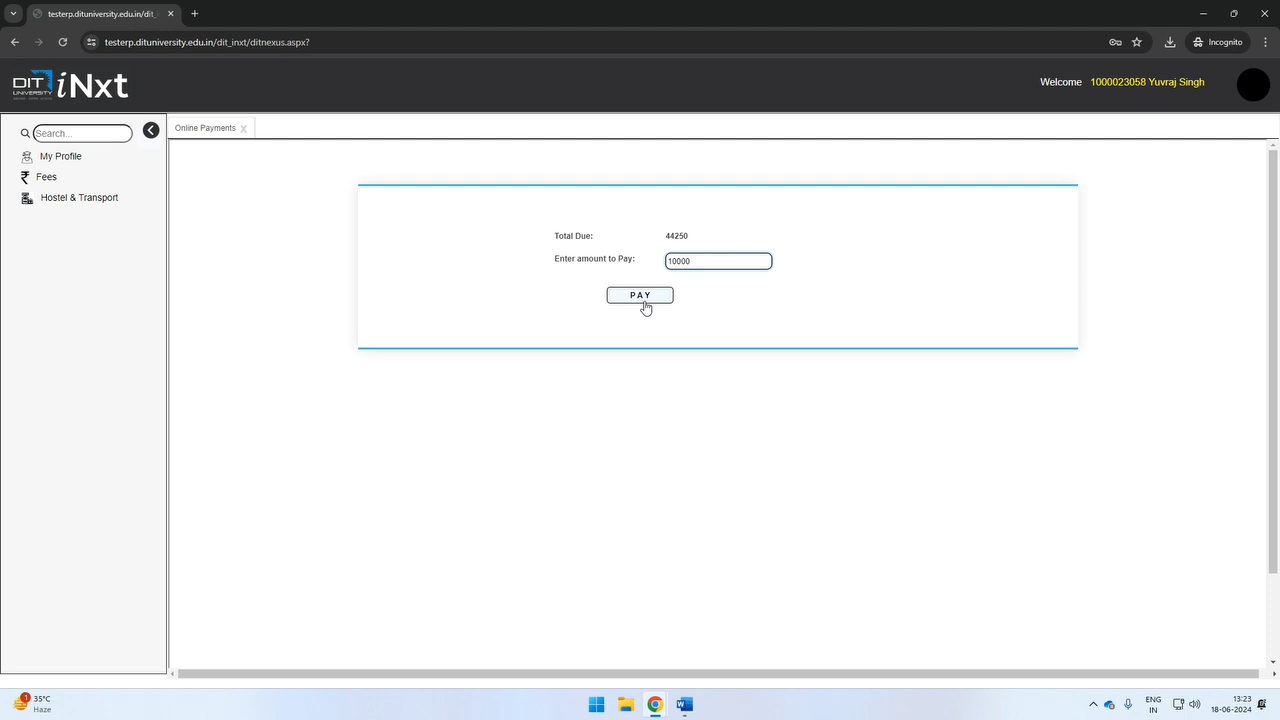 testerp.dituniversity.edu.in/dit_
testerp.dituniversity.edu.in/dit_inxt/ditnexus.aspx?
Incognito
DIT UNIVERSITY iNxt
Welcome 1000023058 Yuvraj Singh
Search...
Online Payments x
My Profile
Fees
Hostel & Transport
Total Due: 44250
Enter amount to Pay: 10000
PAY
1
35°C
Haze
ENG
IN
13:23
18-06-2024